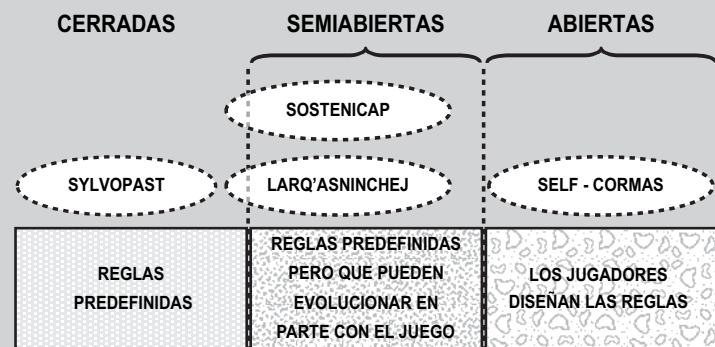 CERRADAS
SEMIABIERTAS
ABIERTAS
SOSTENICAP
SYLVOPAST
LARQ'ASNINCHEJ
SELF - CORMAS
REGLAS
PREDEFINIDAS
REGLAS PREDEFINIDAS
PERO QUE PUEDEN
EVOLUCIONAR EN
PARTE CON EL JUEGO
LOS JUGADORES
DISEÑAN LAS REGLAS